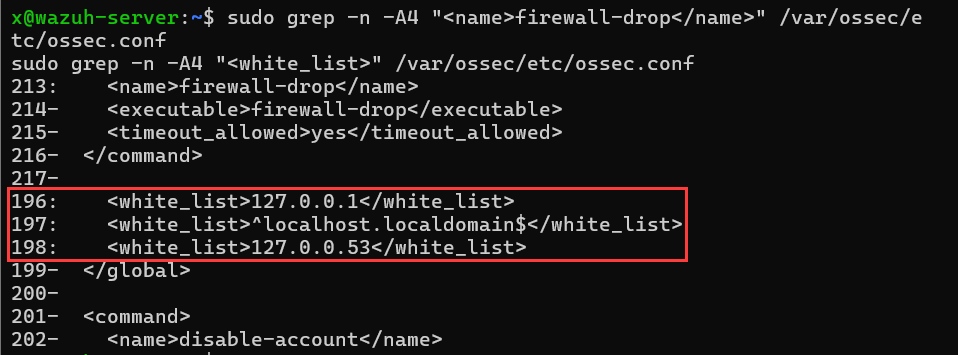 x@wazuh-server:~$ sudo grep -n -A4 "<name>firewall-drop</name>" /var/ossec/e
tc/ossec.conf
sudo grep -n -A4 "<white_list>" /var/ossec/etc/ossec.conf
213:    <name>firewall-drop</name>
214-    <executable>firewall-drop</executable>
215-    <timeout_allowed>yes</timeout_allowed>
216-  </command>
217-
196:    <white_list>127.0.0.1</white_list>
197:    <white_list>^localhost.localdomain$</white_list>
198:    <white_list>127.0.0.53</white_list>
199-  </global>
200-
201-  <command>
202-    <name>disable-account</name>